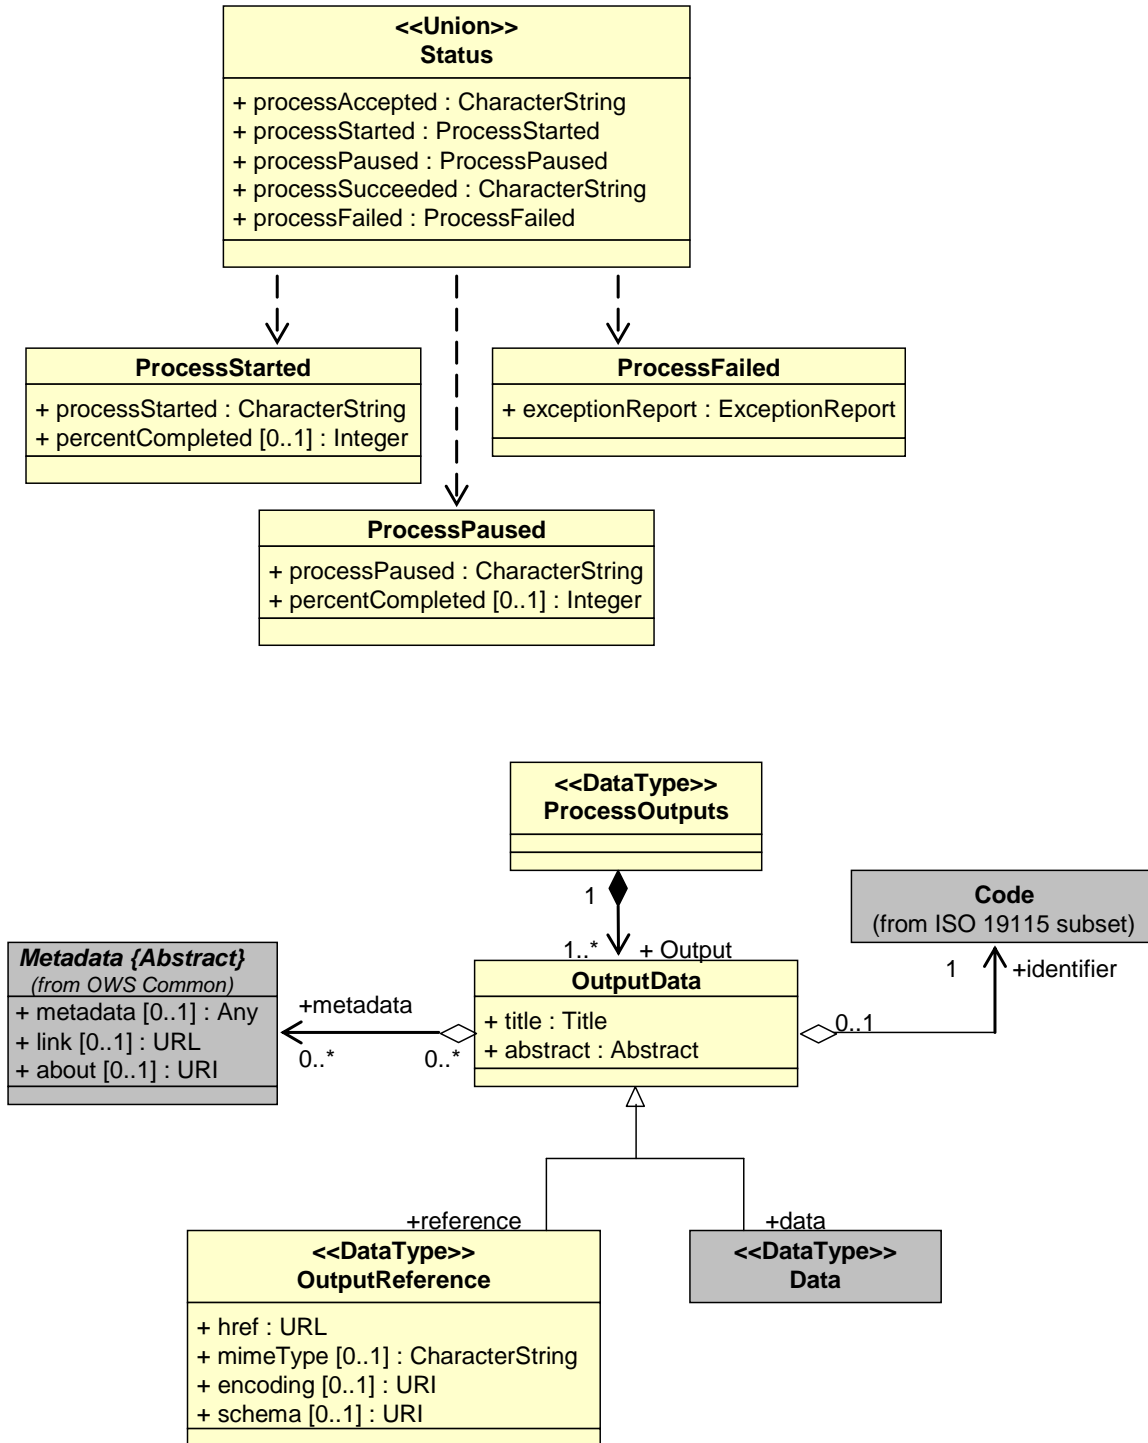 <<Union>>
Status
+ processAccepted : CharacterString
+ processStarted : ProcessStarted
+ processPaused : ProcessPaused
+ processSucceeded : CharacterString
+ processFailed : ProcessFailed
ProcessStarted
+ processStarted : CharacterString
+ percentCompleted [0..1] : Integer
ProcessFailed
+ exceptionReport : ExceptionReport
ProcessPaused
+ processPaused : CharacterString
+ percentCompleted [0..1] : Integer
<<DataType>>
ProcessOutputs
1
1..* + Output
Code
(from ISO 19115 subset)
1 +identifier
0..1
Metadata {Abstract}
(from OWS Common)
+ metadata [0..1] : Any
+ link [0..1] : URL
+ about [0..1] : URI
+metadata
0..* 0..*
OutputData
+ title : Title
+ abstract : Abstract
+reference
<<DataType>>
OutputReference
+ href : URL
+ mimeType [0..1] : CharacterString
+ encoding [0..1] : URI
+ schema [0..1] : URI
+data
<<DataType>>
Data